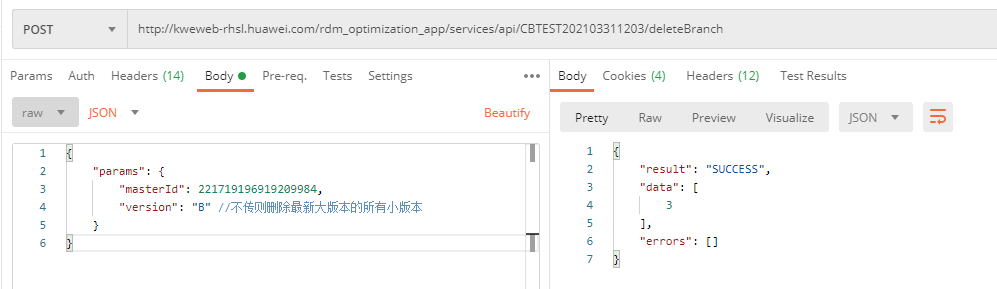 POST
http://kweweb-rhsl.huawei.com/rdm_optimization_app/services/api/CBTEST202103311203/deleteBranch
Params Auth Headers (14) Body Pre-req. Tests Settings
raw JSON Beautify
1 {
2 "params": {
3 "masterId": 221719196919209984,
4 "version": "B" //不传则删除最新大版本的所有小版本
5 }
6 }
Body Cookies (4) Headers (12) Test Results
Pretty Raw Preview Visualize JSON
1 {
2 "result": "SUCCESS",
3 "data": [
4 3
5 ],
6 "errors": []
7 }